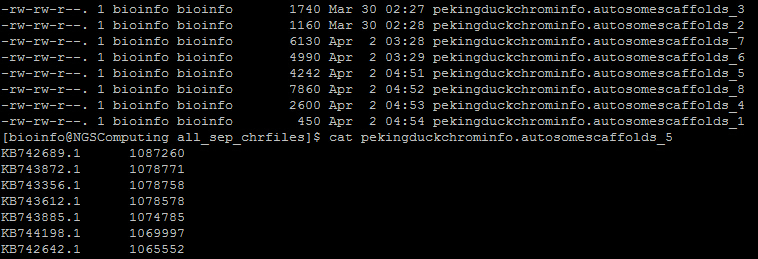 -rw-rw-r--. 1 bioinfo bioinfo       1740 Mar 30 02:27 pekingduckchrominfo.autosomescaffolds_3
-rw-rw-r--. 1 bioinfo bioinfo       1160 Mar 30 02:28 pekingduckchrominfo.autosomescaffolds_2
-rw-rw-r--. 1 bioinfo bioinfo       6130 Apr  2 03:28 pekingduckchrominfo.autosomescaffolds_7
-rw-rw-r--. 1 bioinfo bioinfo       4990 Apr  2 03:29 pekingduckchrominfo.autosomescaffolds_6
-rw-rw-r--. 1 bioinfo bioinfo       4242 Apr  2 04:51 pekingduckchrominfo.autosomescaffolds_5
-rw-rw-r--. 1 bioinfo bioinfo       7860 Apr  2 04:52 pekingduckchrominfo.autosomescaffolds_8
-rw-rw-r--. 1 bioinfo bioinfo       2600 Apr  2 04:53 pekingduckchrominfo.autosomescaffolds_4
-rw-rw-r--. 1 bioinfo bioinfo        450 Apr  2 04:54 pekingduckchrominfo.autosomescaffolds_1
[bioinfo@NGSComputing all_sep_chrfiles]$ cat pekingduckchrominfo.autosomescaffolds_5
KB742689.1      1087260
KB743872.1      1078771
KB743356.1      1078758
KB743612.1      1078578
KB743885.1      1074785
KB744198.1      1069997
KB742642.1      1065552